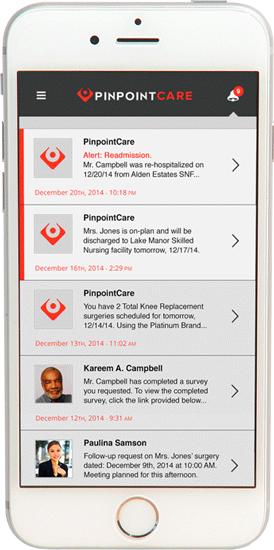 PINPOINTCARE
9
PinpointCare
Alert: Readmission.
Mr. Campbell was re-hospitalized on
12/20/14 from Alden Estates SNF...
December 20TH, 2014 - 10:18 PM
PinpointCare
Mrs. Jones is on-plan and will be
discharged to Lake Manor Skilled
Nursing facility tomorrow, 12/17/14.
December 16TH, 2014 - 2:29 PM
PinpointCare
You have 2 Total Knee Replacement
surgeries scheduled for tomorrow,
12/14/14. Using the Platinum Brand...
December 13TH, 2014 - 11:02 AM
Kareem A. Campbell
Mr. Campbell has completed a survey
you requested. To view the completed
survey, click the link provided below...
December 12TH, 2014 - 9:31 AM
Paulina Samson
Follow-up request on Mrs. Jones' surgery
dated: December 9th, 2014 at 10:00 AM.
Meeting planned for this afternoon.